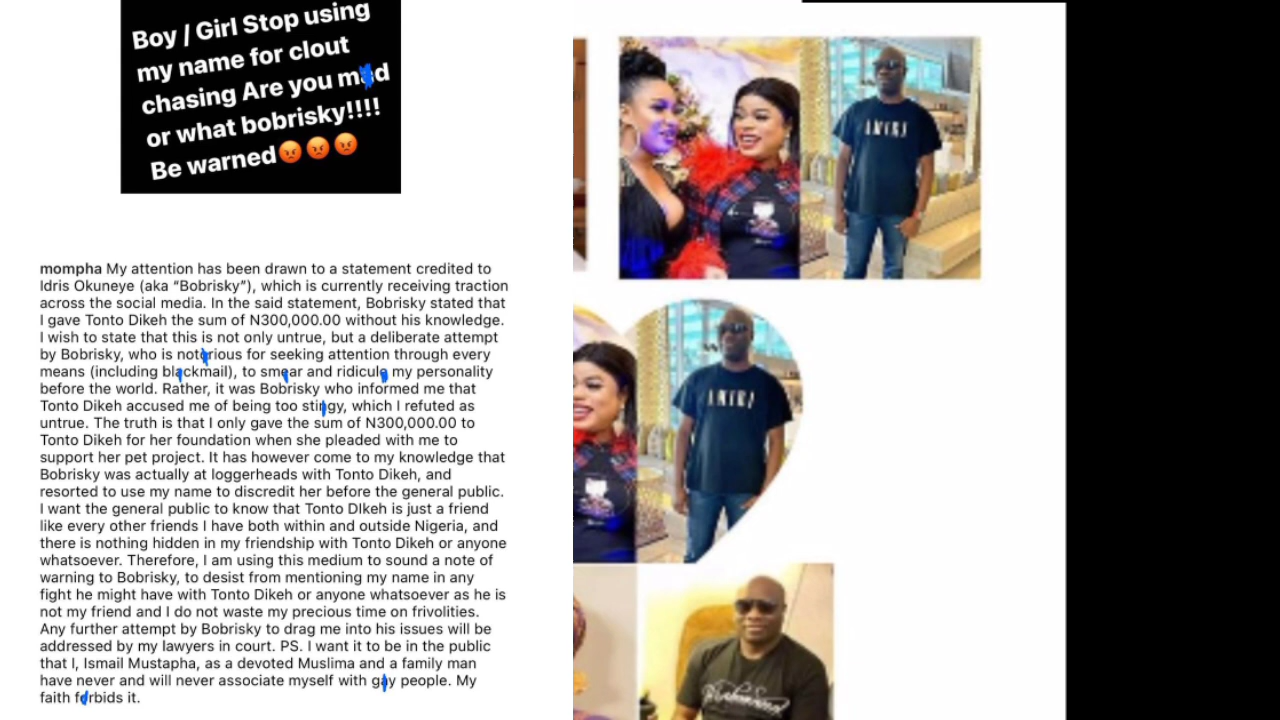 Boy / Girl Stop using
my name for clout
chasing Are you mad
or what bobrisky!!!!
Be warned😡😡😡
mompha My attention has been drawn to a statement credited to
Idris Okuneye (aka “Bobrisky”), which is currently receiving traction
across the social media. In the said statement, Bobrisky stated that
I gave Tonto Dikeh the sum of N300,000.00 without his knowledge.
I wish to state that this is not only untrue, but a deliberate attempt
by Bobrisky, who is notorious for seeking attention through every
means (including blackmail), to smear and ridicule my personality
before the world. Rather, it was Bobrisky who informed me that
Tonto Dikeh accused me of being too stingy, which I refuted as
untrue. The truth is that I only gave the sum of N300,000.00 to
Tonto Dikeh for her foundation when she pleaded with me to
support her pet project. It has however come to my knowledge that
Bobrisky was actually at loggerheads with Tonto Dikeh, and
resorted to use my name to discredit her before the general public.
I want the general public to know that Tonto DIkeh is just a friend
like every other friends I have both within and outside Nigeria, and
there is nothing hidden in my friendship with Tonto Dikeh or anyone
whatsoever. Therefore, I am using this medium to sound a note of
warning to Bobrisky, to desist from mentioning my name in any
fight he might have with Tonto Dikeh or anyone whatsoever as he is
not my friend and I do not waste my precious time on frivolities.
Any further attempt by Bobrisky to drag me into his issues will be
addressed by my lawyers in court. PS. I want it to be in the public
that I, Ismail Mustapha, as a devoted Muslima and a family man
have never and will never associate myself with gay people. My
faith forbids it.
AMIRI
AMIRI